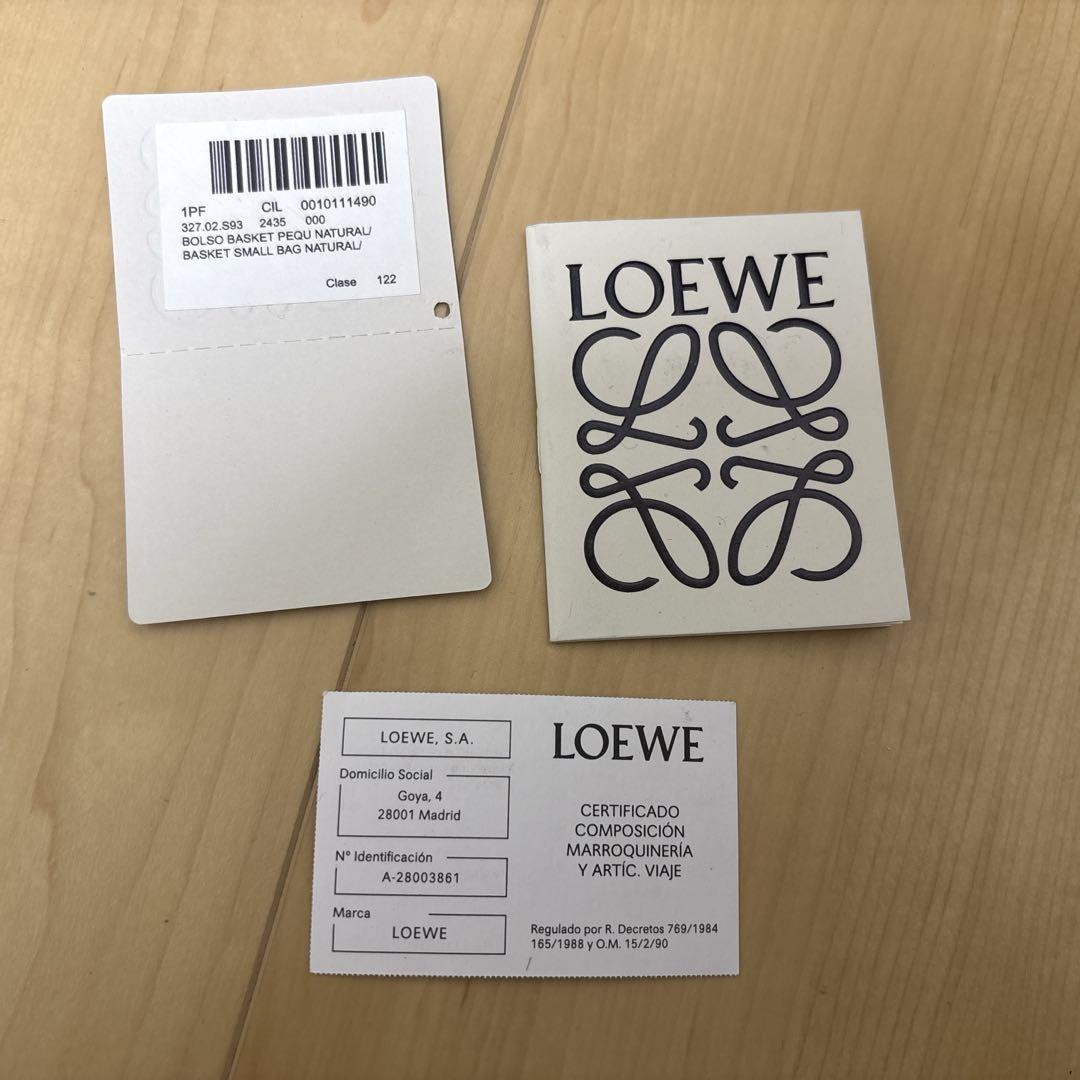 1PF CIL 0010111490
327.02.S93 2435 000
BOLSO BASKET PEQU NATURAL/
BASKET SMALL BAG NATURAL/
Clase 122
LOEWE
LOEWE, S.A.
Domicilio Social
Goya, 4
28001 Madrid
Nº Identificación
A-28003861
Marca
LOEWE
LOEWE
CERTIFICADO
COMPOSICIÓN
MARROQUINERÍA
Y ARTÍC. VIAJE
Regulado por R. Decretos 769/1984
165/1988 y O.M. 15/2/90